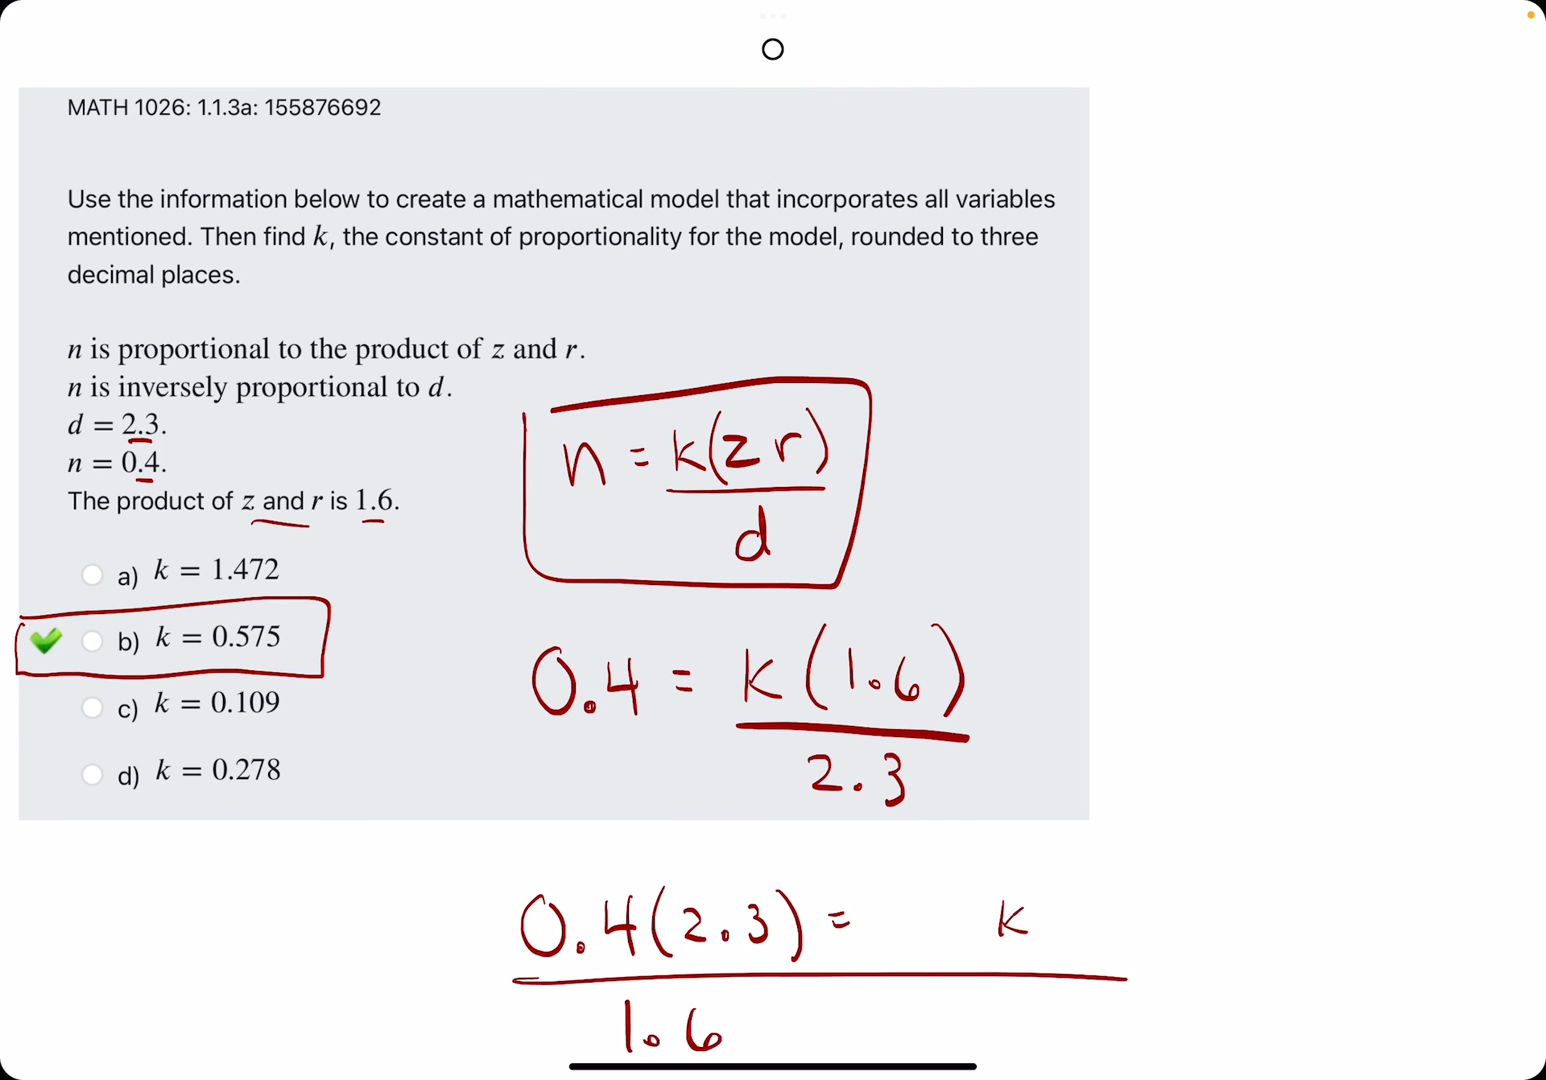 MATH 1026: 1.1.3a: 155876692
Use the information below to create a mathematical model that incorporates all variables
mentioned. Then find k, the constant of proportionality for the model, rounded to three
decimal places.
n is proportional to the product of z and r.
n is inversely proportional to d.
d = 2.3.
n = 0.4.
The product of z and r is 1.6.
a) k = 1.472
b) k = 0.575
c) k = 0.109
d) k = 0.278
n = k(zr)
d
0.4 = k(1.6)
2.3
0.4(2.3) = k
1.6